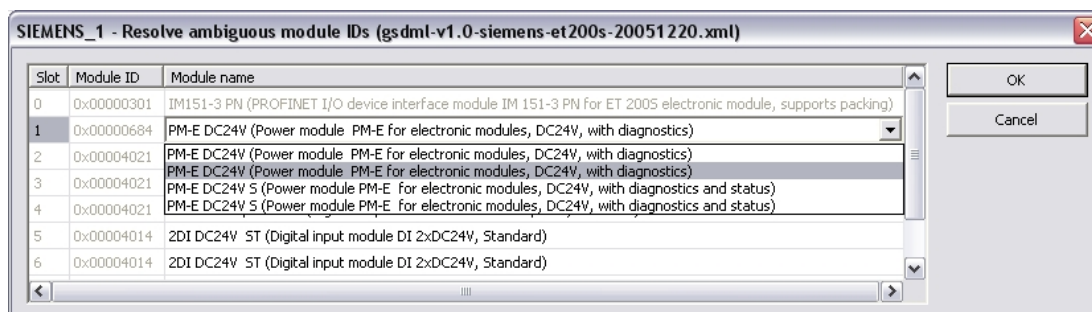 SIEMENS_1 - Resolve ambiguous module IDs (gsdml-v1.0-siemens-et200s-20051220.xml)
Slot Module ID Module name
OK
0 0x00000301 IM151-3 PN (PROFINET I/O device interface module IM 151-3 PN for ET 200S electronic module, supports packing)
Cancel
1 0x00000684 PM-E DC24V (Power module PM-E for electronic modules, DC24V, with diagnostics)
2 0x00004021 PM-E DC24V (Power module PM-E for electronic modules, DC24V, with diagnostics)
PM-E DC24V (Power module PM-E for electronic modules, DC24V, with diagnostics)
3 0x00004021 PM-E DC24V S (Power module PM-E for electronic modules, DC24V, with diagnostics and status)
4 0x00004021 PM-E DC24V S (Power module PM-E for electronic modules, DC24V, with diagnostics and status)
5 0x00004014 2DI DC24V ST (Digital input module DI 2xDC24V, Standard)
6 0x00004014 2DI DC24V ST (Digital input module DI 2xDC24V, Standard)